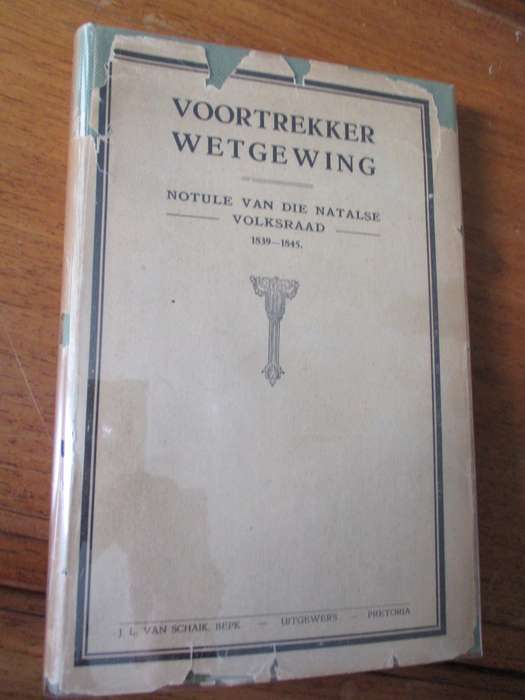 VOORTREKKER
WETGEWING
NOTULE VAN DIE NATALSE
VOLKSRAAD
1839—1845.
J. L. VAN SCHAIK, BEPK. — UITGEWERS — PRETORIA